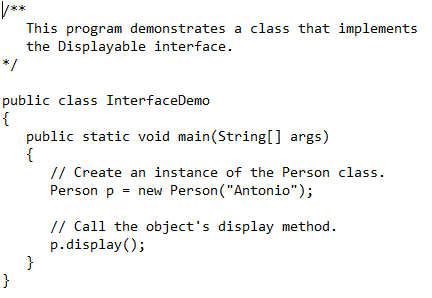 /**
   This program demonstrates a class that implements
   the Displayable interface.
*/

public class InterfaceDemo
{
   public static void main(String[] args)
   {
      // Create an instance of the Person class.
      Person p = new Person("Antonio");

      // Call the object's display method.
      p.display();
   }
}